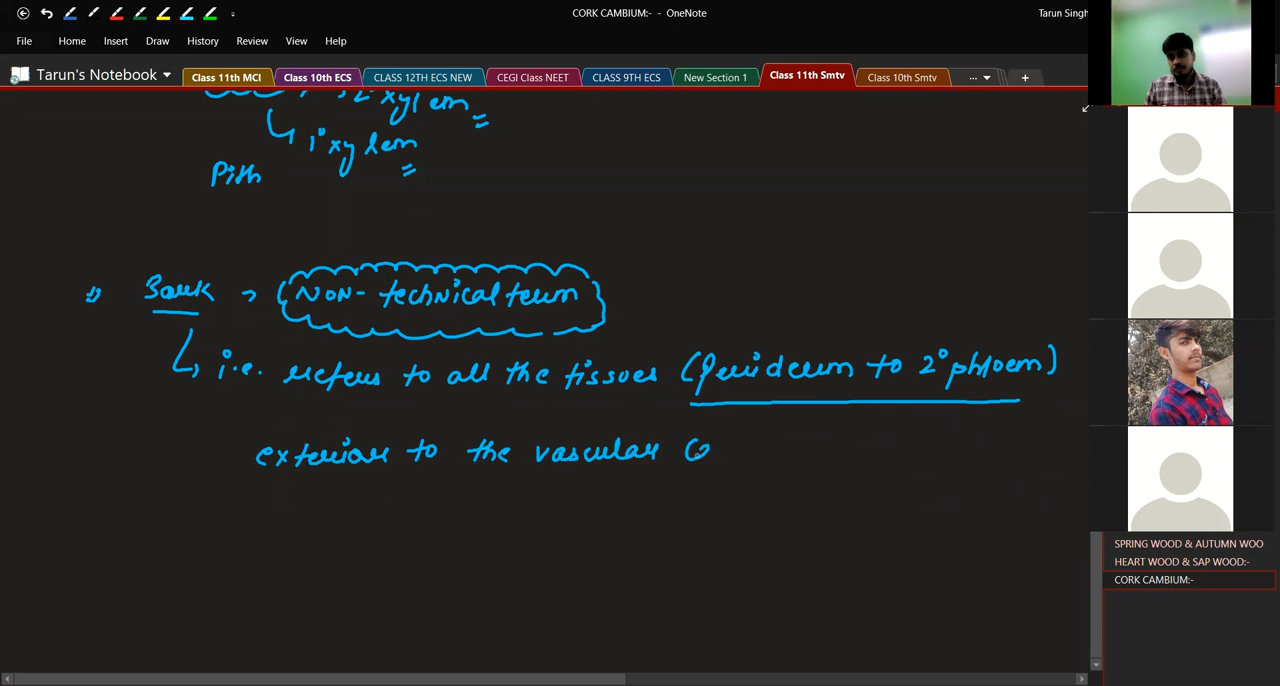 CORK CAMBIUM:- - OneNote
Tarun Singh
File Home Insert Draw History Review View Help
Tarun's Notebook Class 11th MCI Class 10th ECS CLASS 12TH ECS NEW CEGI Class NEET CLASS 9TH ECS New Section 1 Class 11th Smtv Class 10th Smtv ... +
2° xylem
1° xylem
Pith
Bark → (Non-technical term)
i.e. refers to all the tissues (periderm to 2° phloem)
exterior to the vascular
SPRING WOOD & AUTUMN WOO
HEART WOOD & SAP WOOD:-
CORK CAMBIUM:-